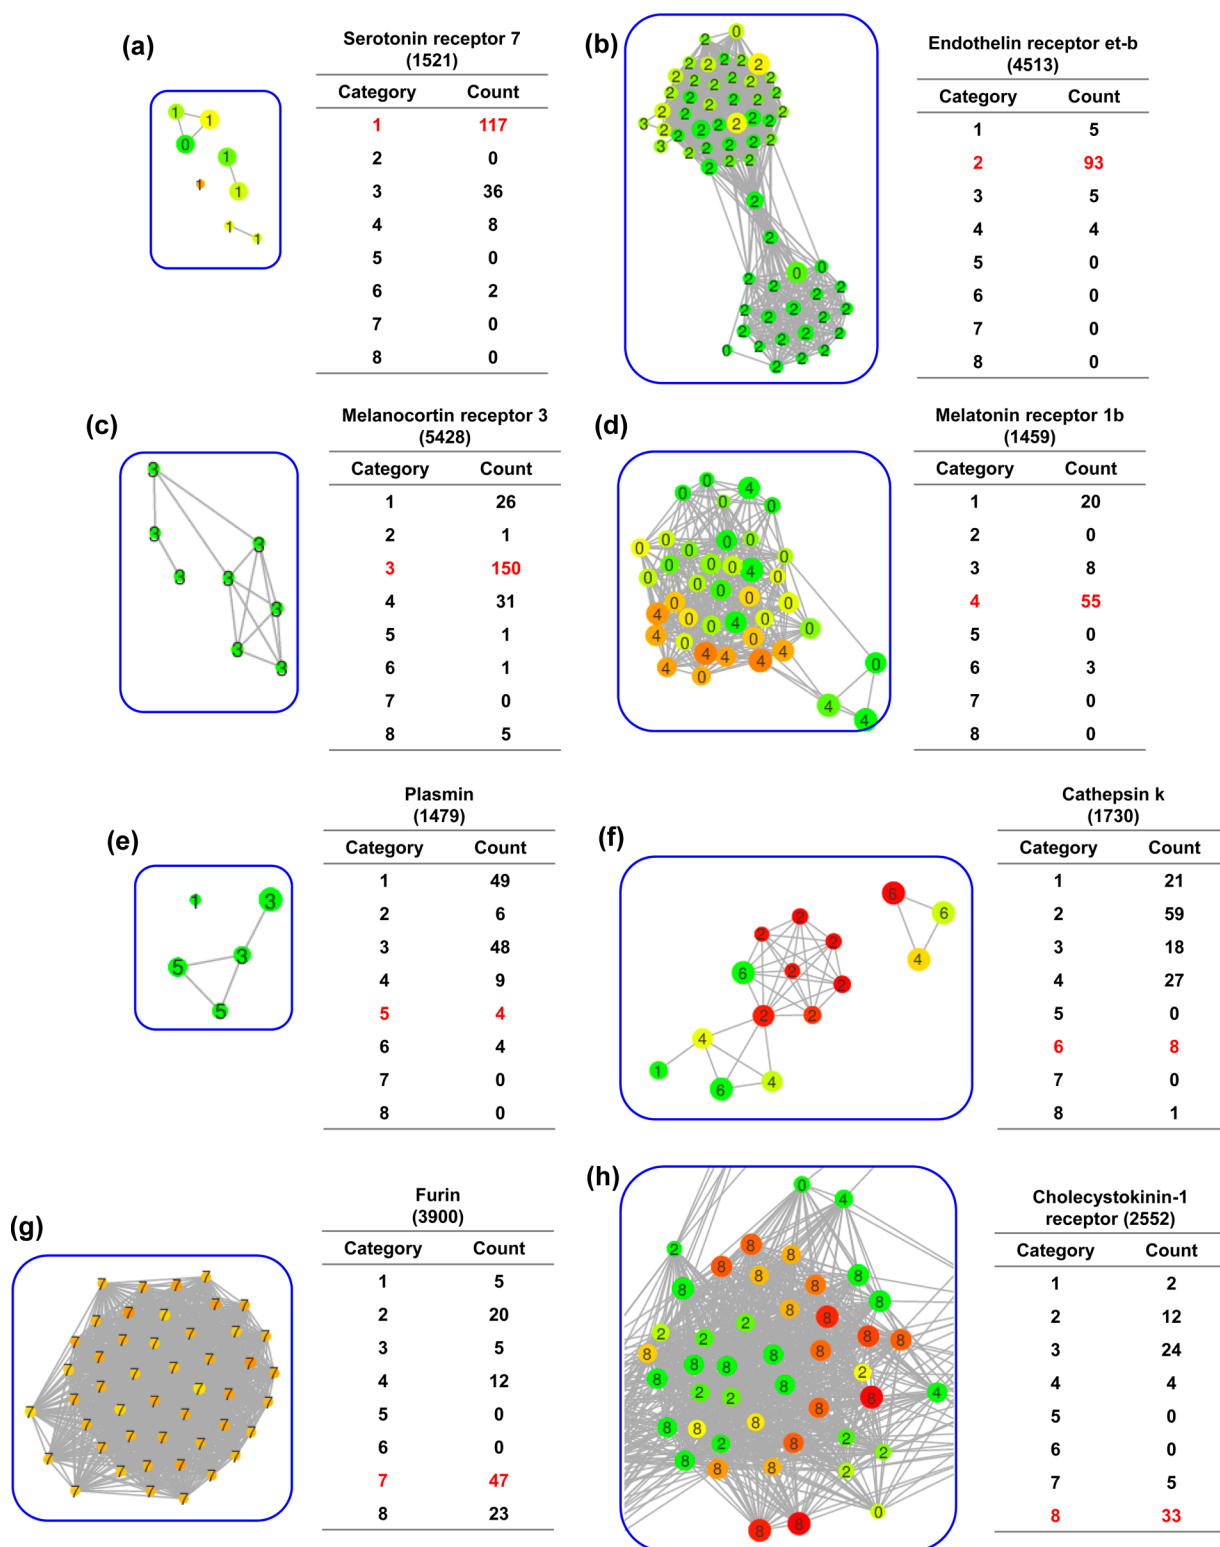 (a)
Serotonin receptor 7
(1521)
Category Count
1 117
2 0
3 36
4 8
5 0
6 2
7 0
8 0
(b)
Endothelin receptor et-b
(4513)
Category Count
1 5
2 93
3 5
4 4
5 0
6 0
7 0
8 0
(c)
Melanocortin receptor 3
(5428)
Category Count
1 26
2 1
3 150
4 31
5 1
6 1
7 0
8 5
(d)
Melatonin receptor 1b
(1459)
Category Count
1 20
2 0
3 8
4 55
5 0
6 3
7 0
8 0
(e)
Plasmin
(1479)
Category Count
1 49
2 6
3 48
4 9
5 4
6 4
7 0
8 0
(f)
Cathepsin k
(1730)
Category Count
1 21
2 59
3 18
4 27
5 0
6 8
7 0
8 1
(g)
Furin
(3900)
Category Count
1 5
2 20
3 5
4 12
5 0
6 0
7 47
8 23
(h)
Cholecystokinin-1
receptor (2552)
Category Count
1 2
2 12
3 24
4 4
5 0
6 0
7 5
8 33